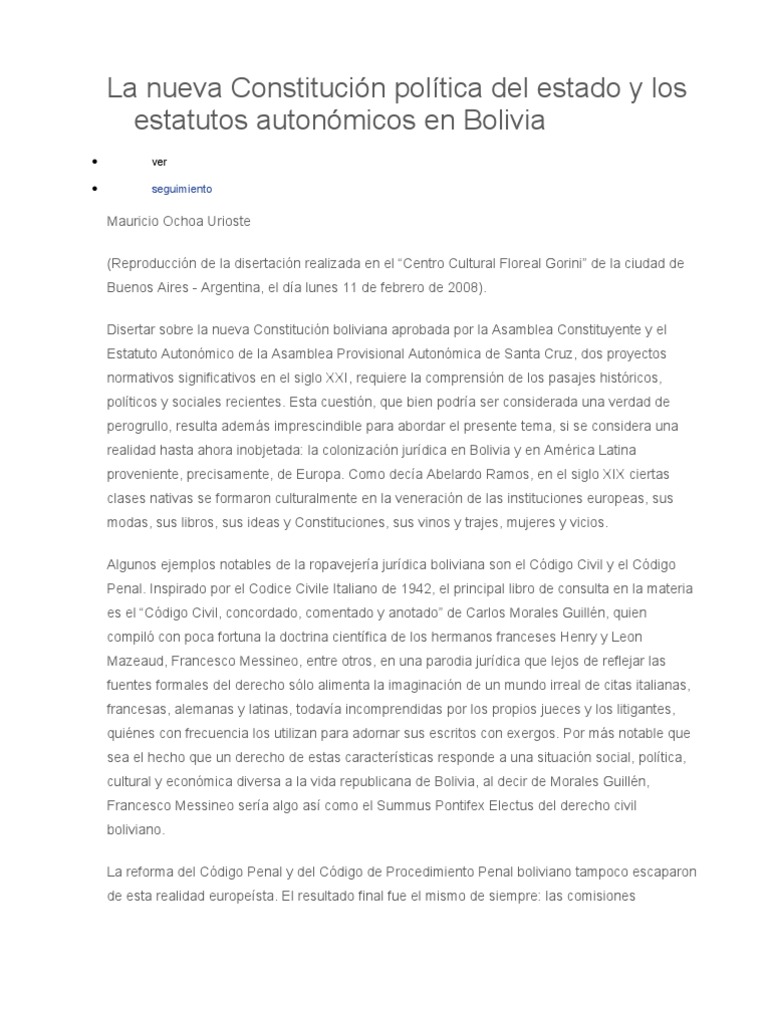 La nueva Constitución política del estado y los
estatutos autonómicos en Bolivia
• ver
• seguimiento
Mauricio Ochoa Urioste
(Reproducción de la disertación realizada en el “Centro Cultural Floreal Gorini” de la ciudad de
Buenos Aires - Argentina, el día lunes 11 de febrero de 2008).
Disertar sobre la nueva Constitución boliviana aprobada por la Asamblea Constituyente y el
Estatuto Autonómico de la Asamblea Provisional Autonómica de Santa Cruz, dos proyectos
normativos significativos en el siglo XXI, requiere la comprensión de los pasajes históricos,
políticos y sociales recientes. Esta cuestión, que bien podría ser considerada una verdad de
perogrullo, resulta además imprescindible para abordar el presente tema, si se considera una
realidad hasta ahora inobjetada: la colonización jurídica en Bolivia y en América Latina
proveniente, precisamente, de Europa. Como decía Abelardo Ramos, en el siglo XIX ciertas
clases nativas se formaron culturalmente en la veneración de las instituciones europeas, sus
modas, sus libros, sus ideas y Constituciones, sus vinos y trajes, mujeres y vicios.
Algunos ejemplos notables de la ropavejería jurídica boliviana son el Código Civil y el Código
Penal. Inspirado por el Codice Civile Italiano de 1942, el principal libro de consulta en la materia
es el “Código Civil, concordado, comentado y anotado” de Carlos Morales Guillén, quien
compiló con poca fortuna la doctrina científica de los hermanos franceses Henry y Leon
Mazeaud, Francesco Messineo, entre otros, en una parodia jurídica que lejos de reflejar las
fuentes formales del derecho sólo alimenta la imaginación de un mundo irreal de citas italianas,
francesas, alemanas y latinas, todavía incomprendidas por los propios jueces y los litigantes,
quiénes con frecuencia los utilizan para adornar sus escritos con exergos. Por más notable que
sea el hecho que un derecho de estas características responde a una situación social, política,
cultural y económica diversa a la vida republicana de Bolivia, al decir de Morales Guillén,
Francesco Messineo sería algo así como el Summus Pontifex Electus del derecho civil
boliviano.
La reforma del Código Penal y del Código de Procedimiento Penal boliviano tampoco escaparon
de esta realidad europeísta. El resultado final fue el mismo de siempre: las comisiones